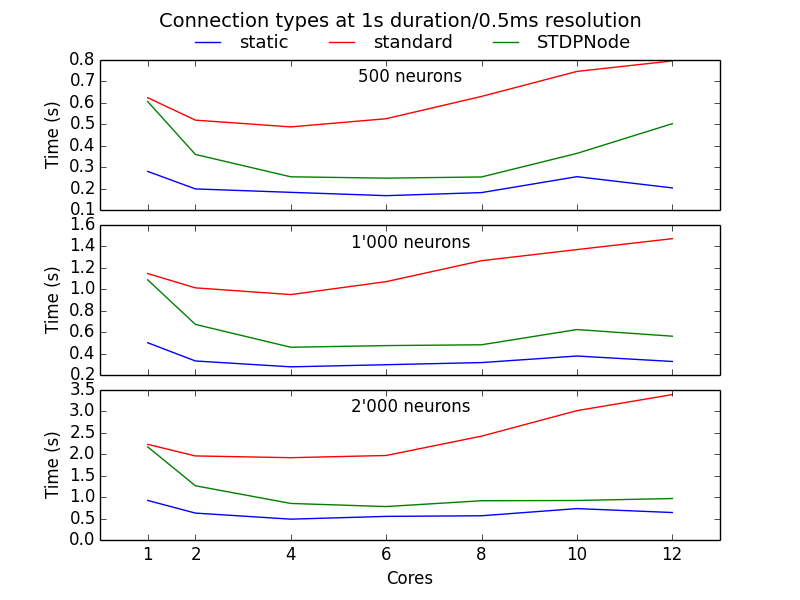 Connection types at 1s duration/0.5ms resolution
static standard STDPNode
0.8
0.7
0.6
0.5
0.4
0.3
0.2
0.1
Time (s)
500 neurons
1.6
1.4
1.2
1.0
0.8
0.6
0.4
0.2
Time (s)
1'000 neurons
3.5
3.0
2.5
2.0
1.5
1.0
0.5
0.0
Time (s)
2'000 neurons
1 2 4 6 8 10 12
Cores